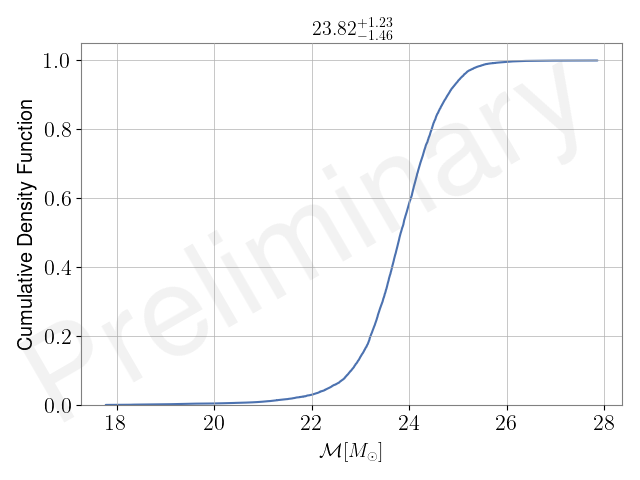 23.82^{+1.23}_{-1.46}
Cumulative Density Function
1.0
0.8
0.6
0.4
0.2
0.0
18 20 22 24 26 28
ℳ[M_⊙]
Preliminary